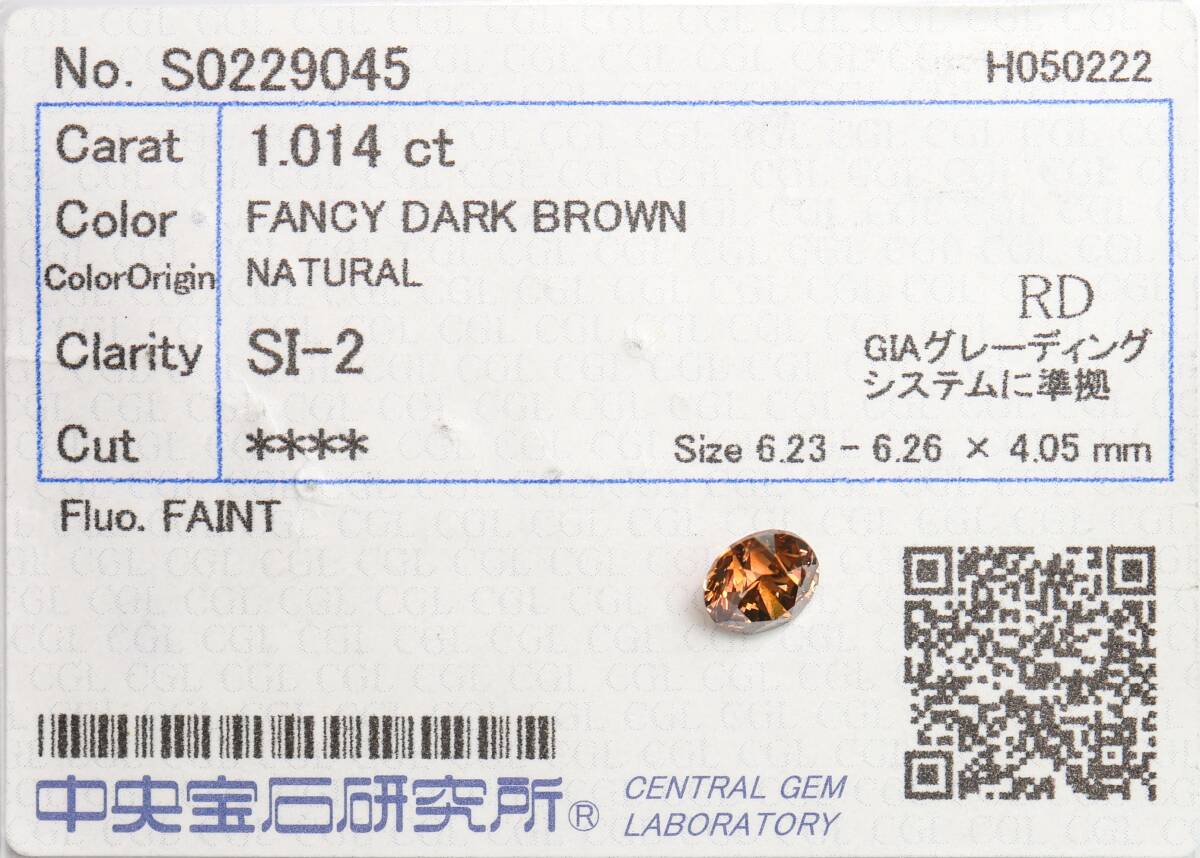 No. S0229045 H050222
Carat 1.014 ct
Color FANCY DARK BROWN
ColorOrigin NATURAL
RD
Clarity SI-2
GIAグレーディング
システムに準拠
Cut **** Size 6.23 - 6.26 × 4.05 mm
Fluo. FAINT
中央宝石研究所® CENTRAL GEM
LABORATORY